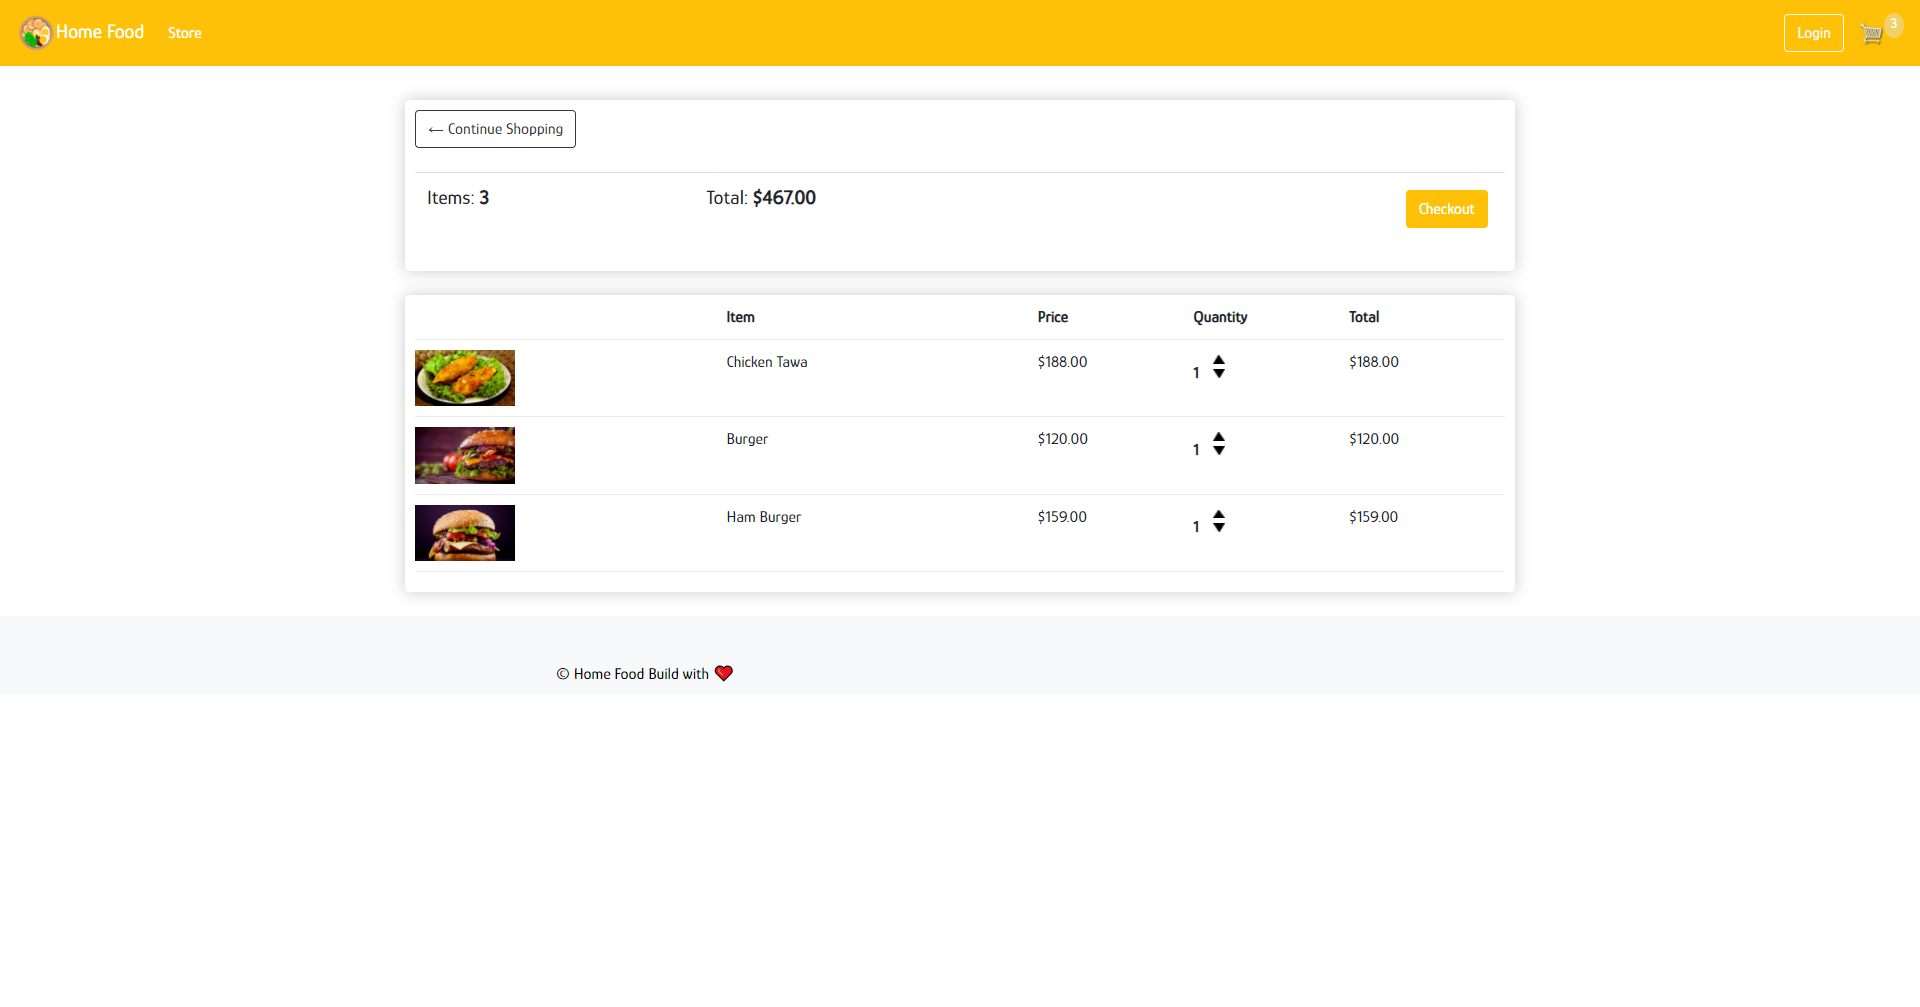 Home Food Store Login 3
← Continue Shopping
Items: 3 Total: $467.00 Checkout
Item Price Quantity Total
Chicken Tawa $188.00 1 $188.00
Burger $120.00 1 $120.00
Ham Burger $159.00 1 $159.00
© Home Food Build with